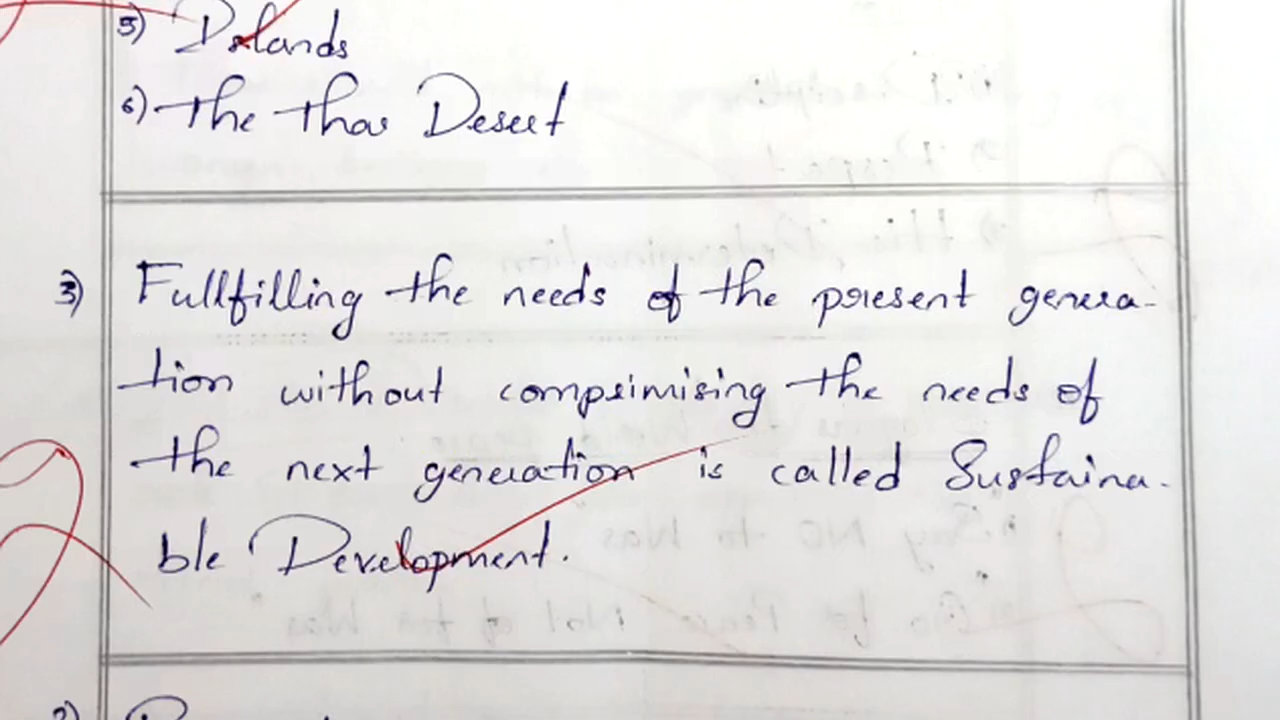 5) Islands
6) The Thar Desert
3) Fullfilling the needs of the present genera-
tion without comprimising the needs of
the next generation is called Sustaina-
ble Development.